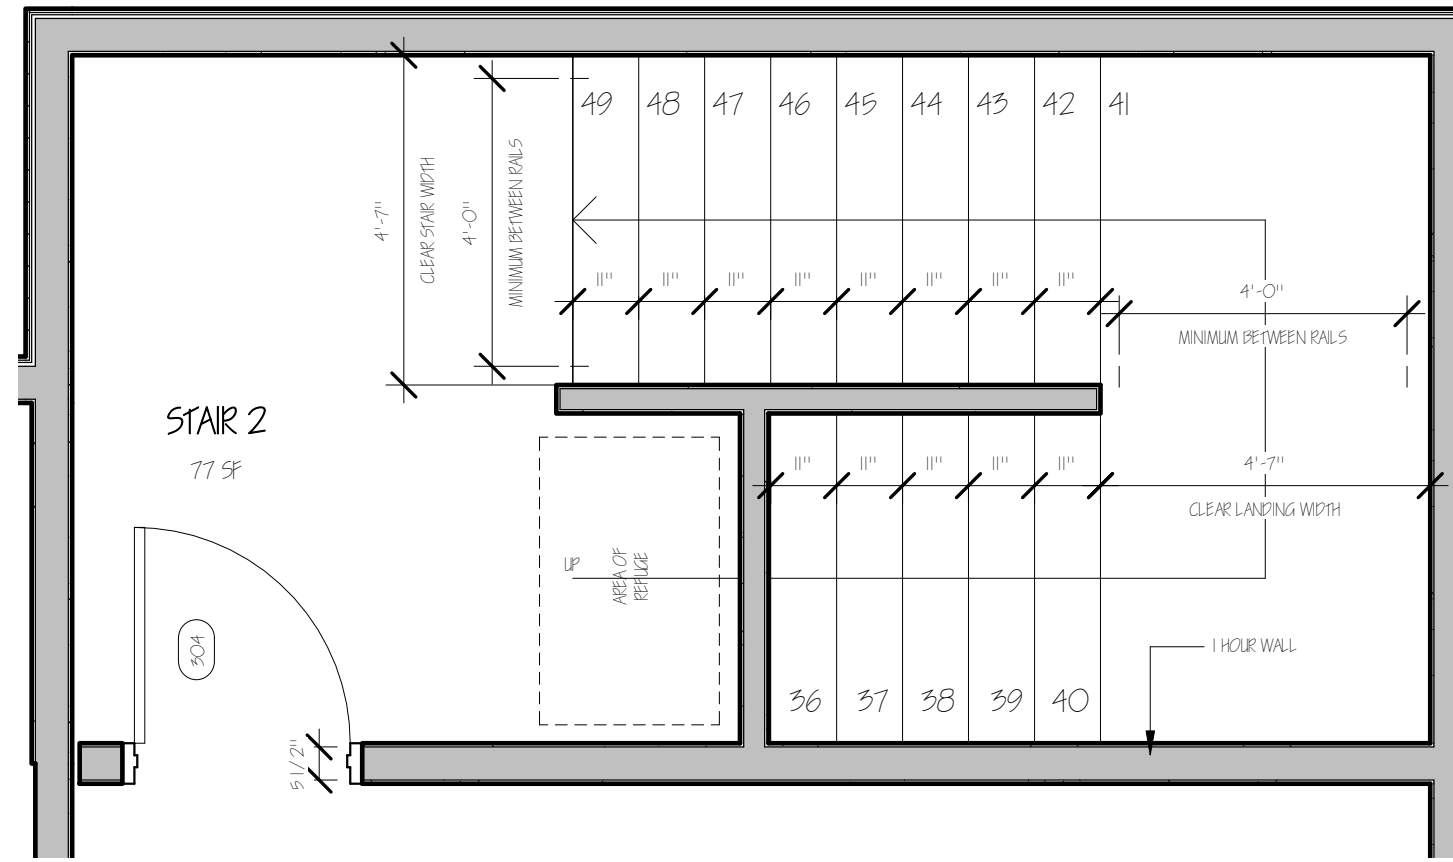 49 48 47 46 45 44 43 42 41
4'-7"
CLEAR STAIR WIDTH
4'-0"
MINIMUM BETWEEN RAILS
11" 11" 11" 11" 11" 11" 11" 11"
4'-0"
MINIMUM BETWEEN RAILS
STAIR 2
77 SF
11" 11" 11" 11" 11"
4'-7"
CLEAR LANDING WIDTH
UP
AREA OF
REFUGE
304
1 HOUR WALL
36 37 38 39 40
5 1/2"